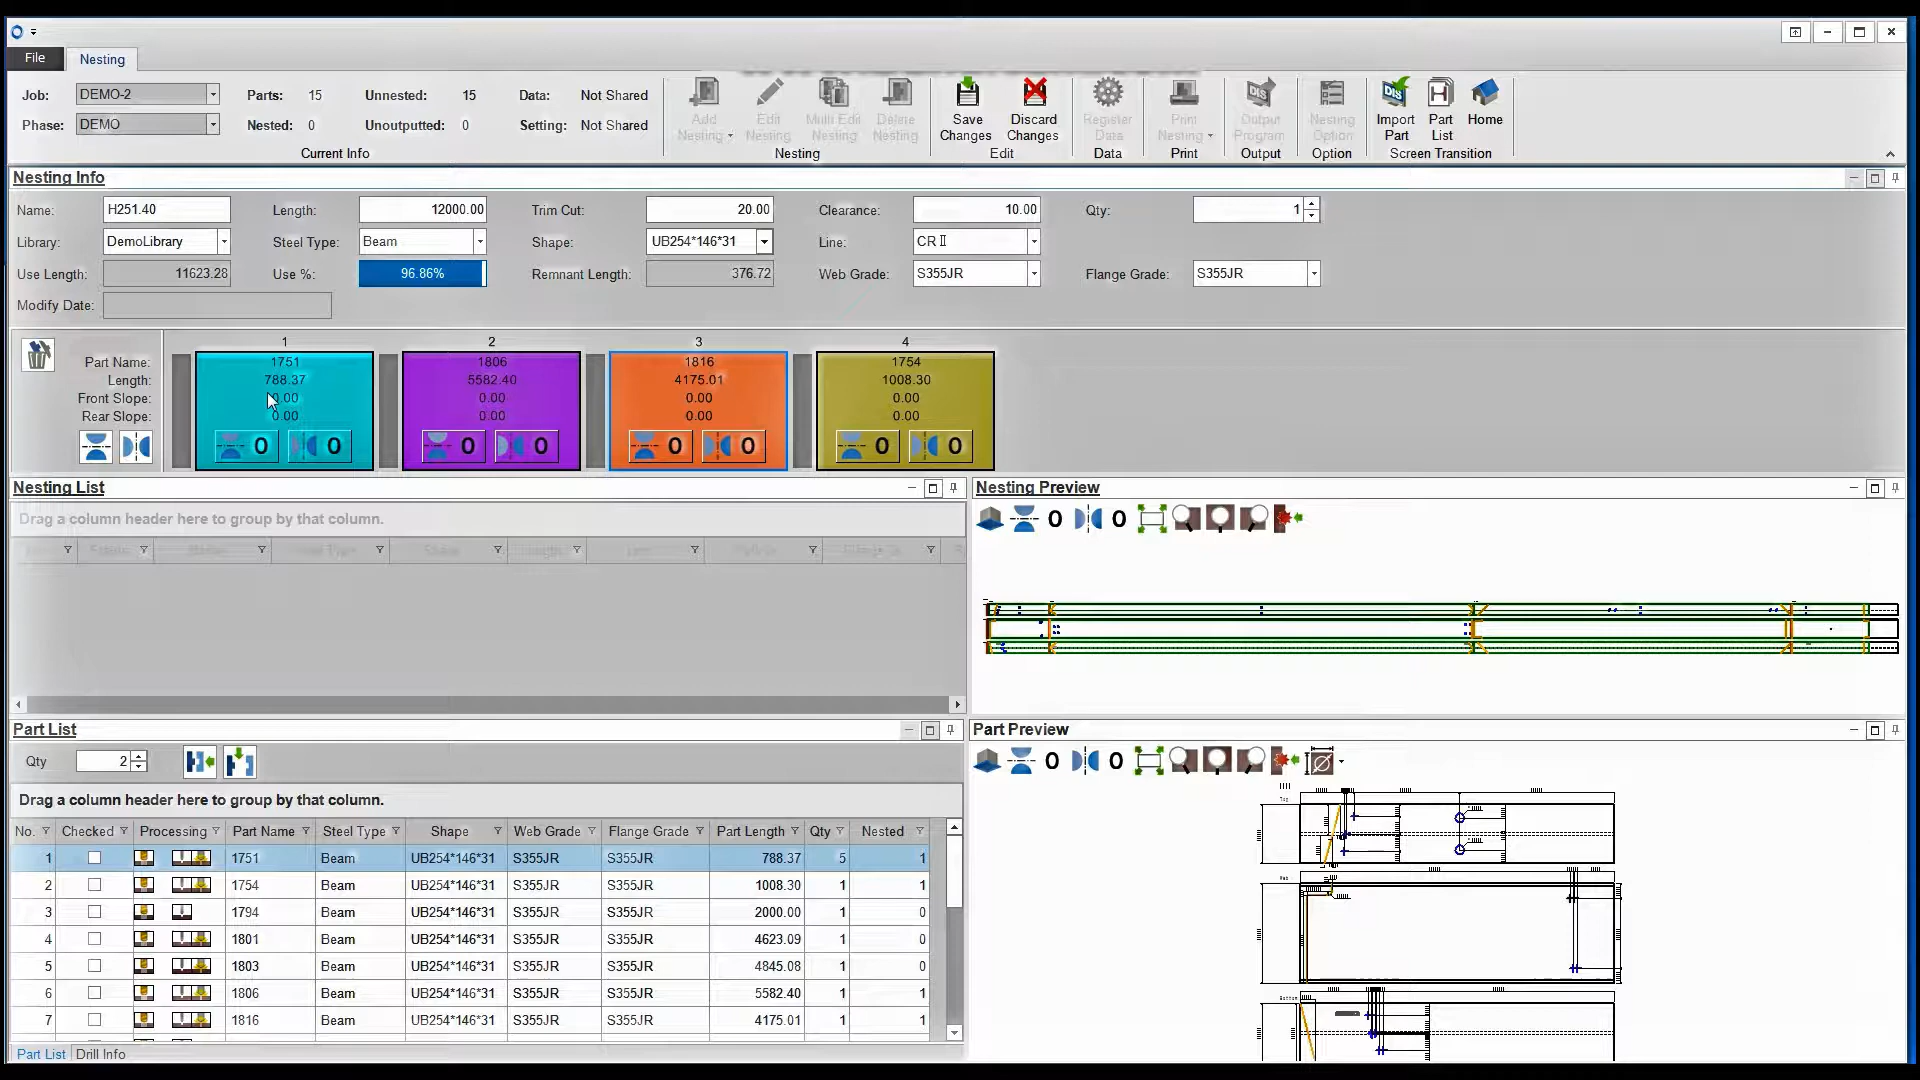 File Nesting
Job: DEMO-2 Parts: 15 Unnested: 15 Data: Not Shared
Phase: DEMO Nested: 0 Unoutputted: 0 Setting: Not Shared
Current Info
Add Nesting
Edit Nesting
Multi Edit Nesting
Delete Nesting
Nesting
Save Changes
Discard Changes
Edit
Register Data
Data
Print Nesting
Print
Output Program
Output
Nesting Option
Option
Import Part
Part List
Home
Screen Transition
Nesting Info
Name: H251.40 Length: 12000.00 Trim Cut: 20.00 Clearance: 10.00 Qty: 1
Library: DemoLibrary Steel Type: Beam Shape: UB254*146*31 Line: CR II
Use Length: 11623.28 Use %: 96.86% Remnant Length: 376.72 Web Grade: S355JR Flange Grade: S355JR
Modify Date:
1 2 3 4
Part Name: 1751 1806 1816 1754
Length: 788.37 5582.40 4175.01 1008.30
Front Slope: 0.00 0.00 0.00 0.00
Rear Slope: 0.00 0.00 0.00 0.00
0 0 0 0 0 0 0 0
Nesting List
Drag a column header here to group by that column.
Nesting Preview
0 0
Part List
Qty 2
Drag a column header here to group by that column.
No. Checked Processing Part Name Steel Type Shape Web Grade Flange Grade Part Length Qty Nested
1 1751 Beam UB254*146*31 S355JR S355JR 788.37 5 1
2 1754 Beam UB254*146*31 S355JR S355JR 1008.30 1 1
3 1794 Beam UB254*146*31 S355JR S355JR 2000.00 1 0
4 1801 Beam UB254*146*31 S355JR S355JR 4623.09 1 0
5 1803 Beam UB254*146*31 S355JR S355JR 4845.08 1 0
6 1806 Beam UB254*146*31 S355JR S355JR 5582.40 1 1
7 1816 Beam UB254*146*31 S355JR S355JR 4175.01 1 1
Part List Drill Info
Part Preview
0 0